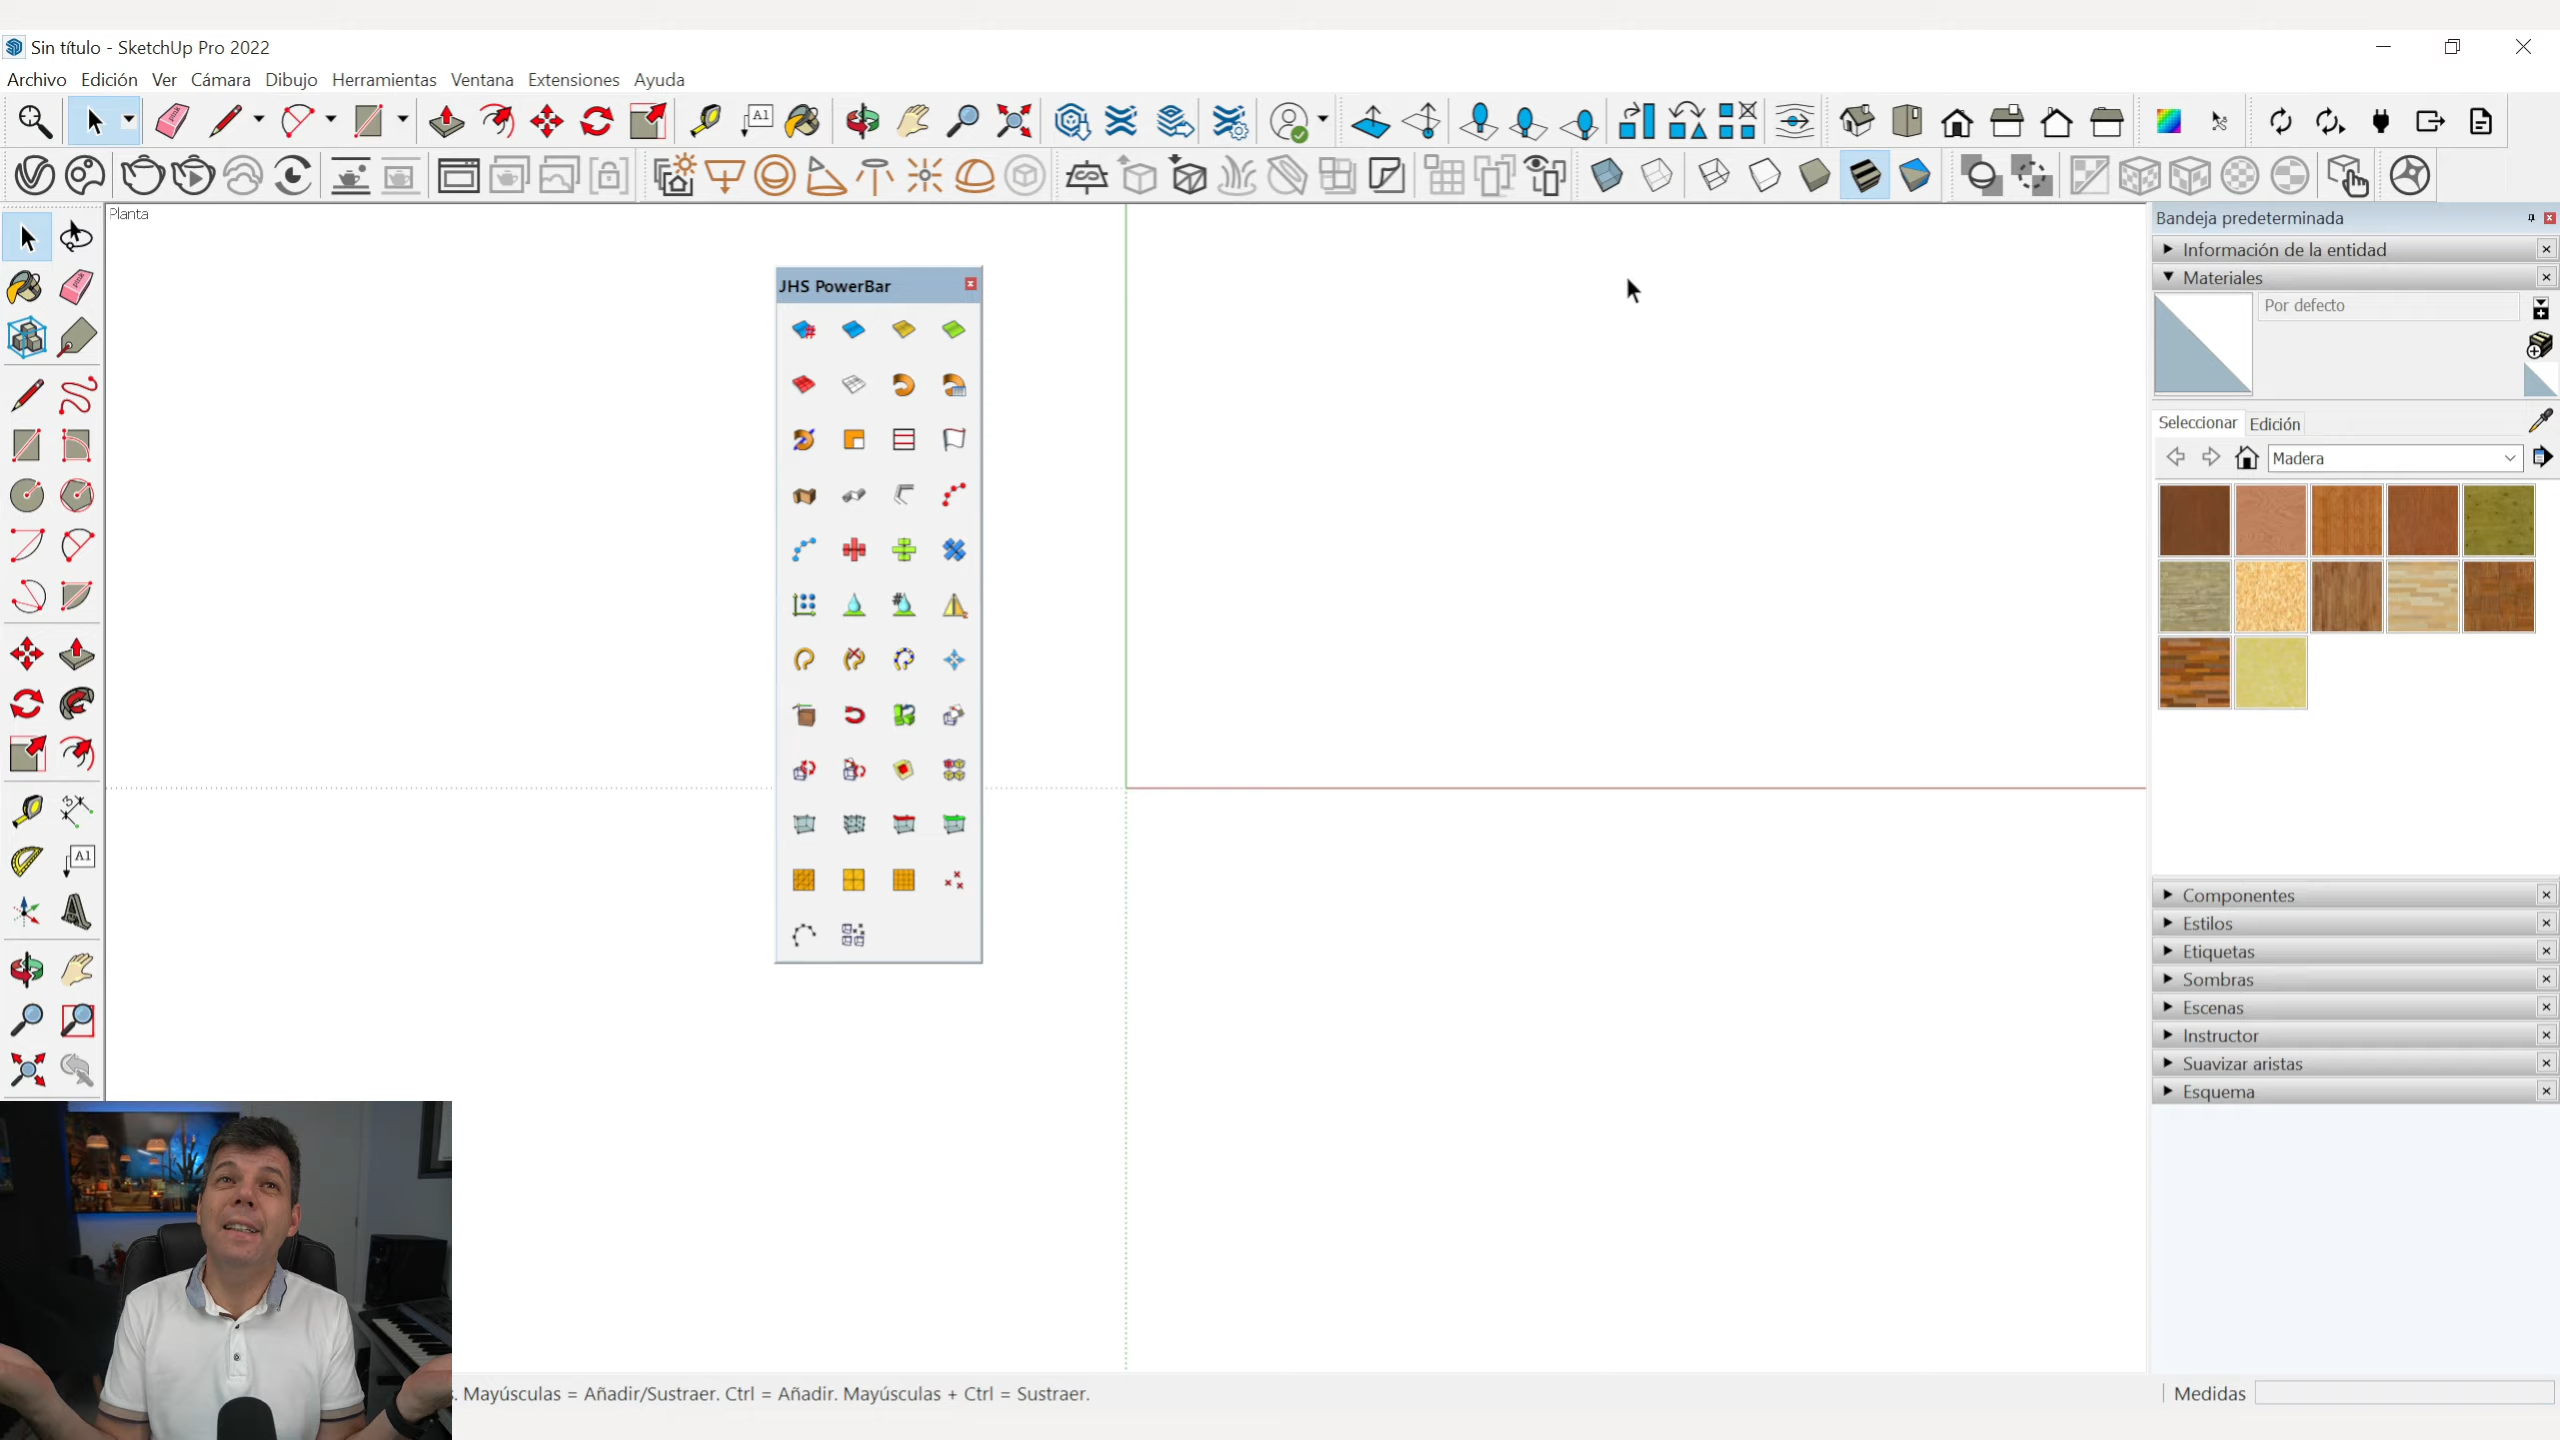 Sin título - SketchUp Pro 2022
Archivo Edición Ver Cámara Dibujo Herramientas Ventana Extensiones Ayuda
A1
Planta
Bandeja predeterminada
Información de la entidad
Materiales
JHS PowerBar
Por defecto
Seleccionar Edición
Madera
A1
Componentes
Estilos
Etiquetas
Sombras
Escenas
Instructor
Suavizar aristas
Esquema
. Mayúsculas = Añadir/Sustraer. Ctrl = Añadir. Mayúsculas + Ctrl = Sustraer.
Medidas